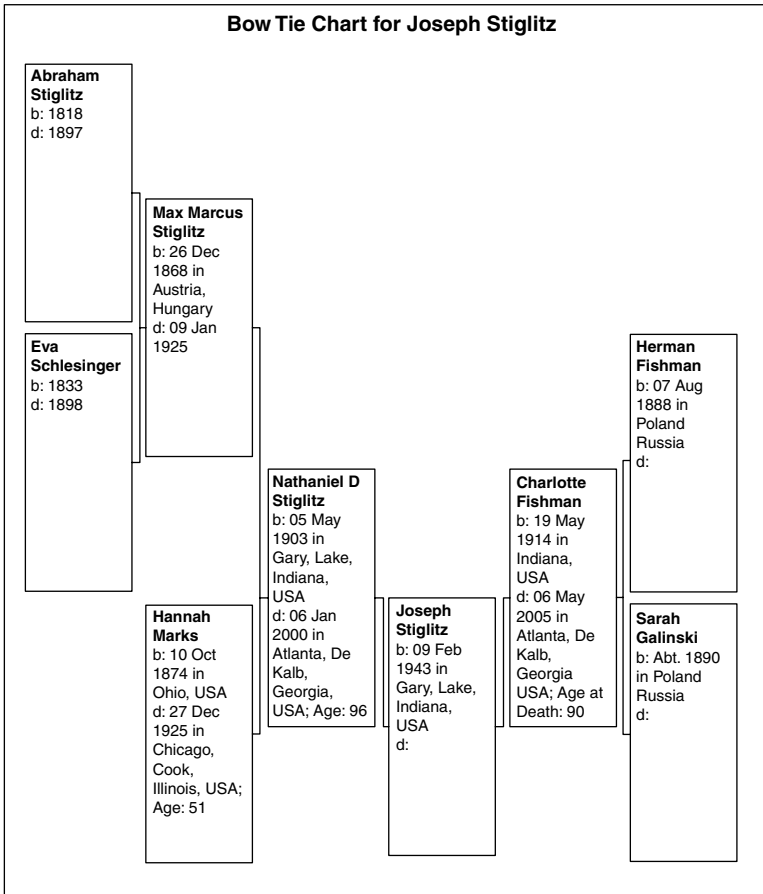 Bow Tie Chart for Joseph Stiglitz
Abraham
Stiglitz
b: 1818
d: 1897
Eva
Schlesinger
b: 1833
d: 1898
Max Marcus
Stiglitz
b: 26 Dec
1868 in
Austria,
Hungary
d: 09 Jan
1925
Hannah
Marks
b: 10 Oct
1874 in
Ohio, USA
d: 27 Dec
1925 in
Chicago,
Cook,
Illinois, USA;
Age: 51
Nathaniel D
Stiglitz
b: 05 May
1903 in
Gary, Lake,
Indiana,
USA
d: 06 Jan
2000 in
Atlanta, De
Kalb,
Georgia,
USA; Age: 96
Joseph
Stiglitz
b: 09 Feb
1943 in
Gary, Lake,
Indiana,
USA
d:
Charlotte
Fishman
b: 19 May
1914 in
Indiana,
USA
d: 06 May
2005 in
Atlanta, De
Kalb,
Georgia
USA; Age at
Death: 90
Herman
Fishman
b: 07 Aug
1888 in
Poland
Russia
d:
Sarah
Galinski
b: Abt. 1890
in Poland
Russia
d: